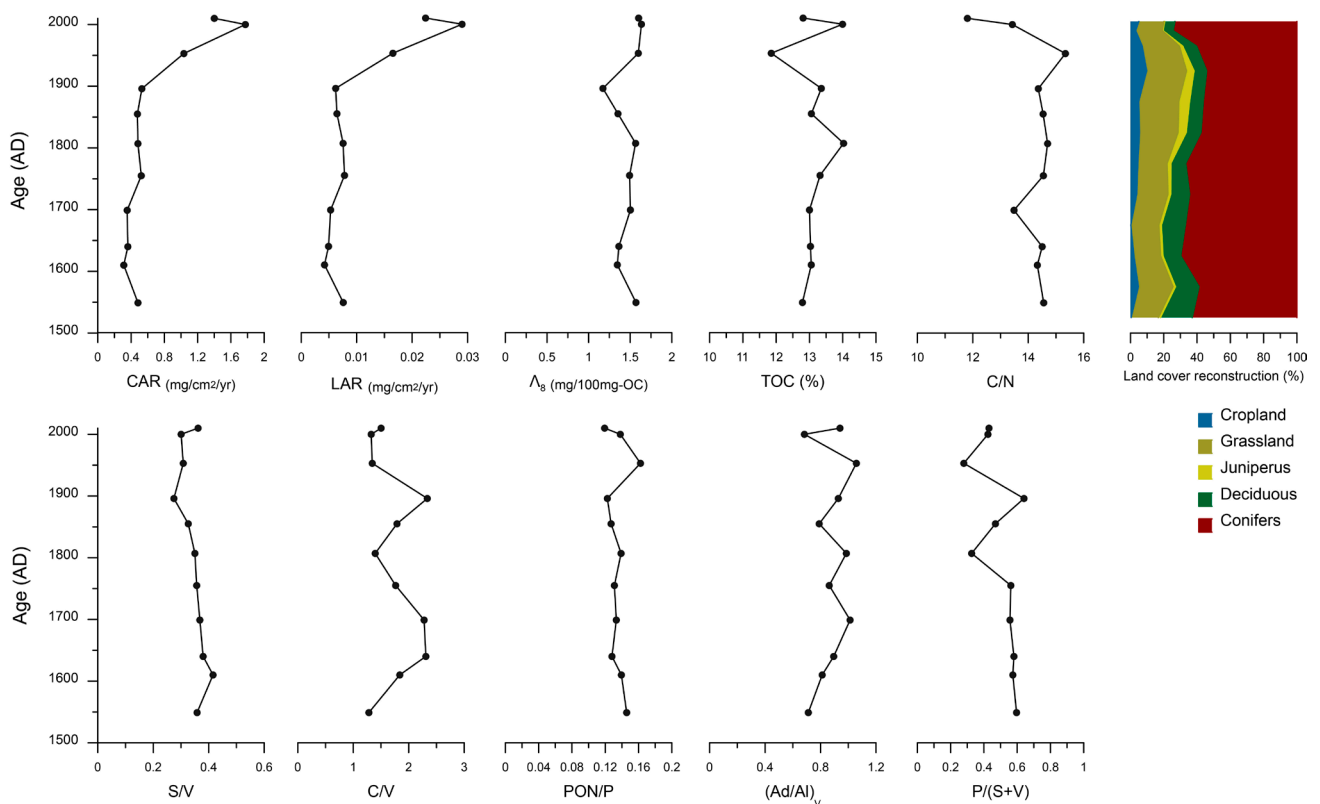 2000
1900
1800
1700
1600
1500
Age (AD)
0 0.4 0.8 1.2 1.6 2
CAR (mg/cm2/yr)
0 0.01 0.02 0.03
LAR (mg/cm2/yr)
0 0.5 1 1.5 2
Λ8 (mg/100mg-OC)
10 11 12 13 14 15
TOC (%)
10 12 14 16
C/N
0 20 40 60 80 100
Land cover reconstruction (%)
Cropland
Grassland
Juniperus
Deciduous
Conifers
2000
1900
1800
1700
1600
1500
Age (AD)
0 0.2 0.4 0.6
S/V
0 1 2 3
C/V
0 0.04 0.08 0.12 0.16 0.2
PON/P
0 0.4 0.8 1.2
(Ad/Al)v
0 0.2 0.4 0.6 0.8 1
P/(S+V)